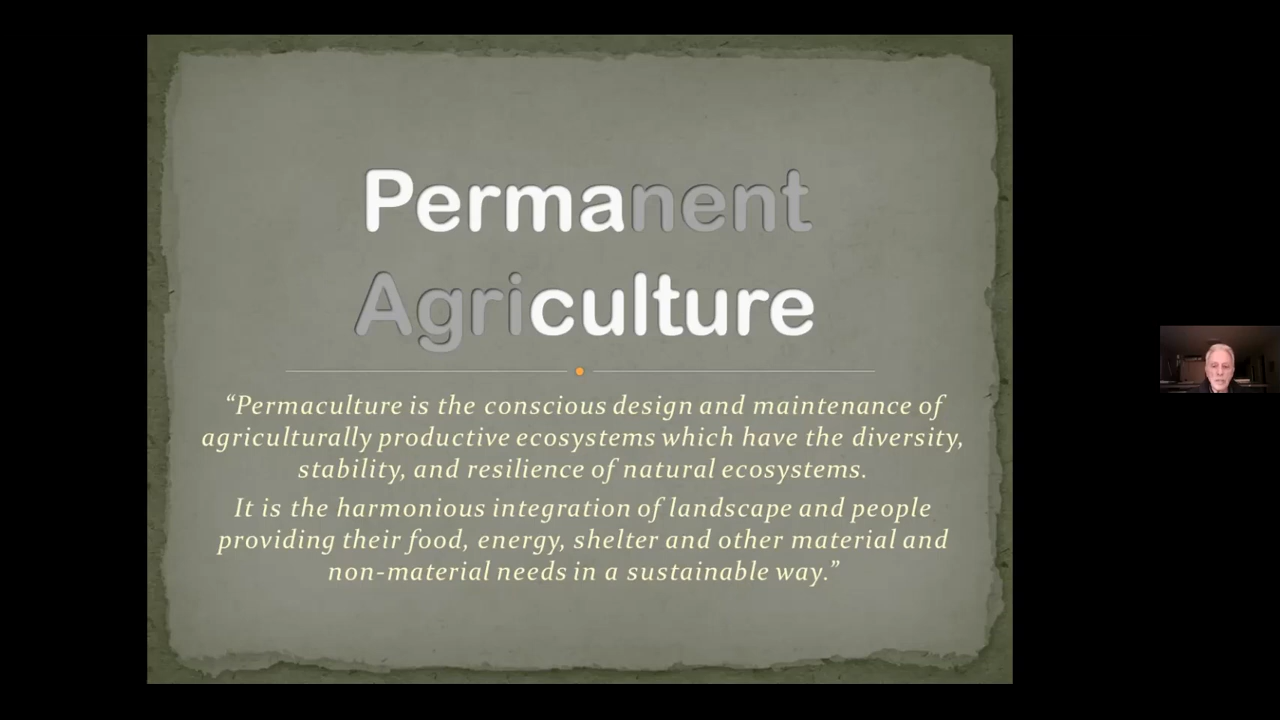 Permanent
Agriculture
“Permaculture is the conscious design and maintenance of
agriculturally productive ecosystems which have the diversity,
stability, and resilience of natural ecosystems.
It is the harmonious integration of landscape and people
providing their food, energy, shelter and other material and
non-material needs in a sustainable way.”